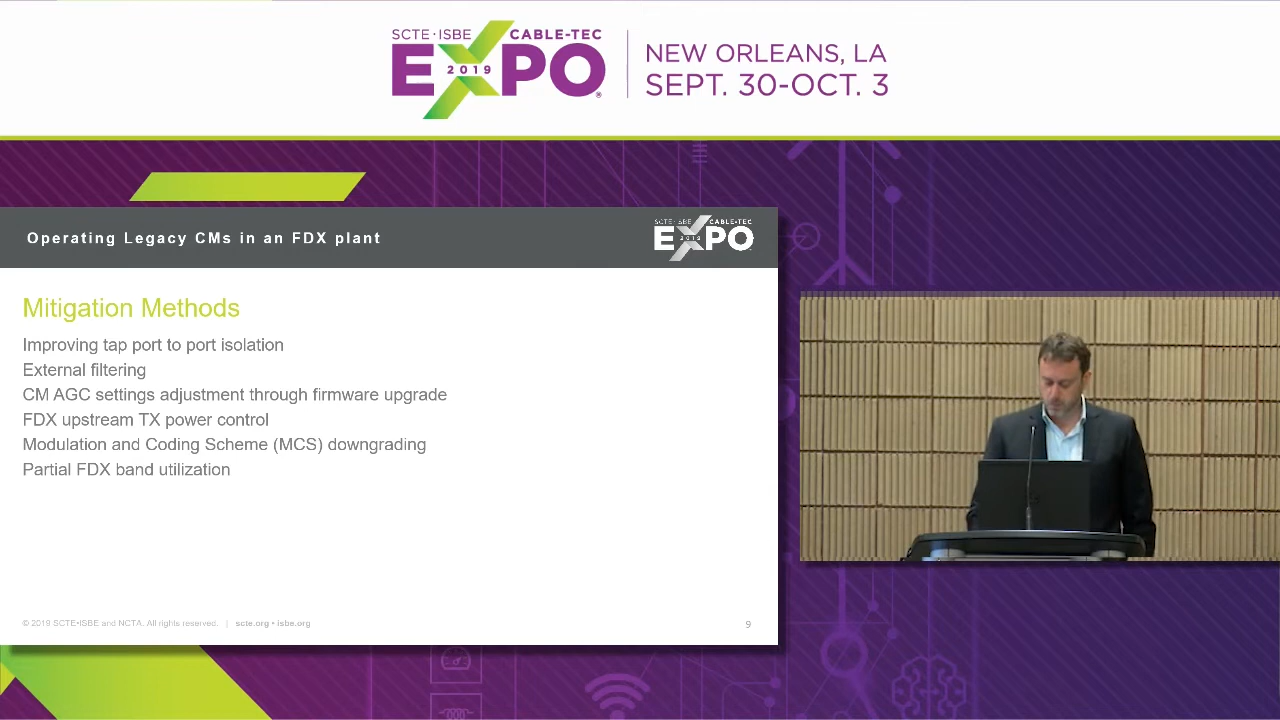 SCTE·ISBE CABLE-TEC
EXPO
2019
NEW ORLEANS, LA
SEPT. 30-OCT. 3
Operating Legacy CMs in an FDX plant
SCTE·ISBE CABLE-TEC
EXPO
2019
Mitigation Methods
Improving tap port to port isolation
External filtering
CM AGC settings adjustment through firmware upgrade
FDX upstream TX power control
Modulation and Coding Scheme (MCS) downgrading
Partial FDX band utilization
© 2019 SCTE•ISBE and NCTA. All rights reserved. | scte.org • isbe.org
9